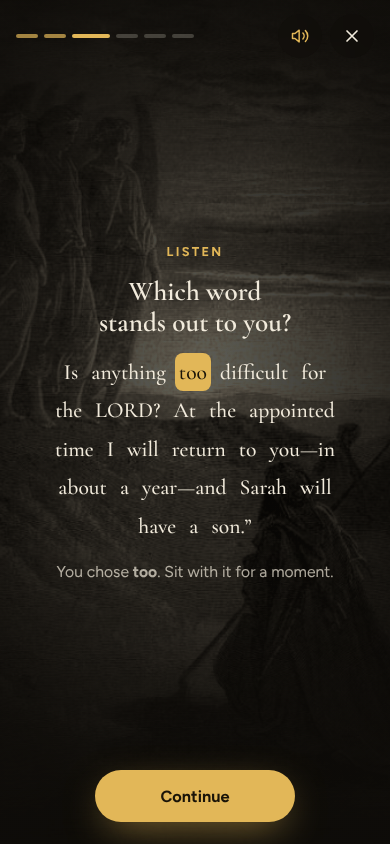 LISTEN
Which word
stands out to you?
Is anything too difficult for
the LORD? At the appointed
time I will return to you—in
about a year—and Sarah will
have a son.”
You chose too. Sit with it for a moment.
Continue